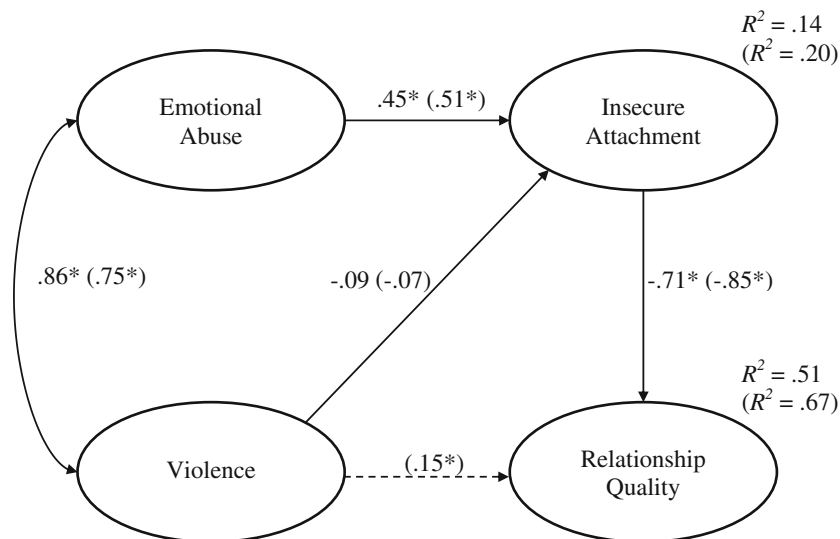 R² = .14
(R² = .20)
Emotional
Abuse
.45* (.51*)
Insecure
Attachment
.86* (.75*)
-.09 (-.07)
-.71* (-.85*)
R² = .51
(R² = .67)
Violence
(.15*)
Relationship
Quality